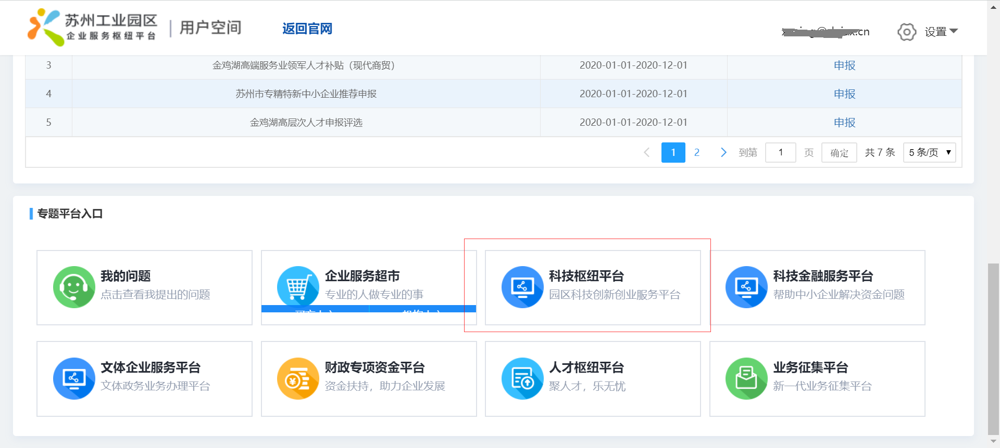 苏州工业园区
企业服务枢纽平台
用户空间
返回官网
.cn
设置
3 金鸡湖高端服务业领军人才补贴（现代商贸） 2020-01-01-2020-12-01 申报
4 苏州市专精特新中小企业推荐申报 2020-01-01-2020-12-01 申报
5 金鸡湖高层次人才申报评选 2020-01-01-2020-12-01 申报
1 2 到第 1 页 确定 共 7 条 5 条/页
专题平台入口
我的问题
点击查看我提出的问题
企业服务超市
专业的人做专业的事
科技枢纽平台
园区科技创新创业服务平台
科技金融服务平台
帮助中小企业解决资金问题
文体企业服务平台
文体政务业务办理平台
财政专项资金平台
资金扶持，助力企业发展
人才枢纽平台
聚人才，乐无忧
业务征集平台
新一代业务征集平台